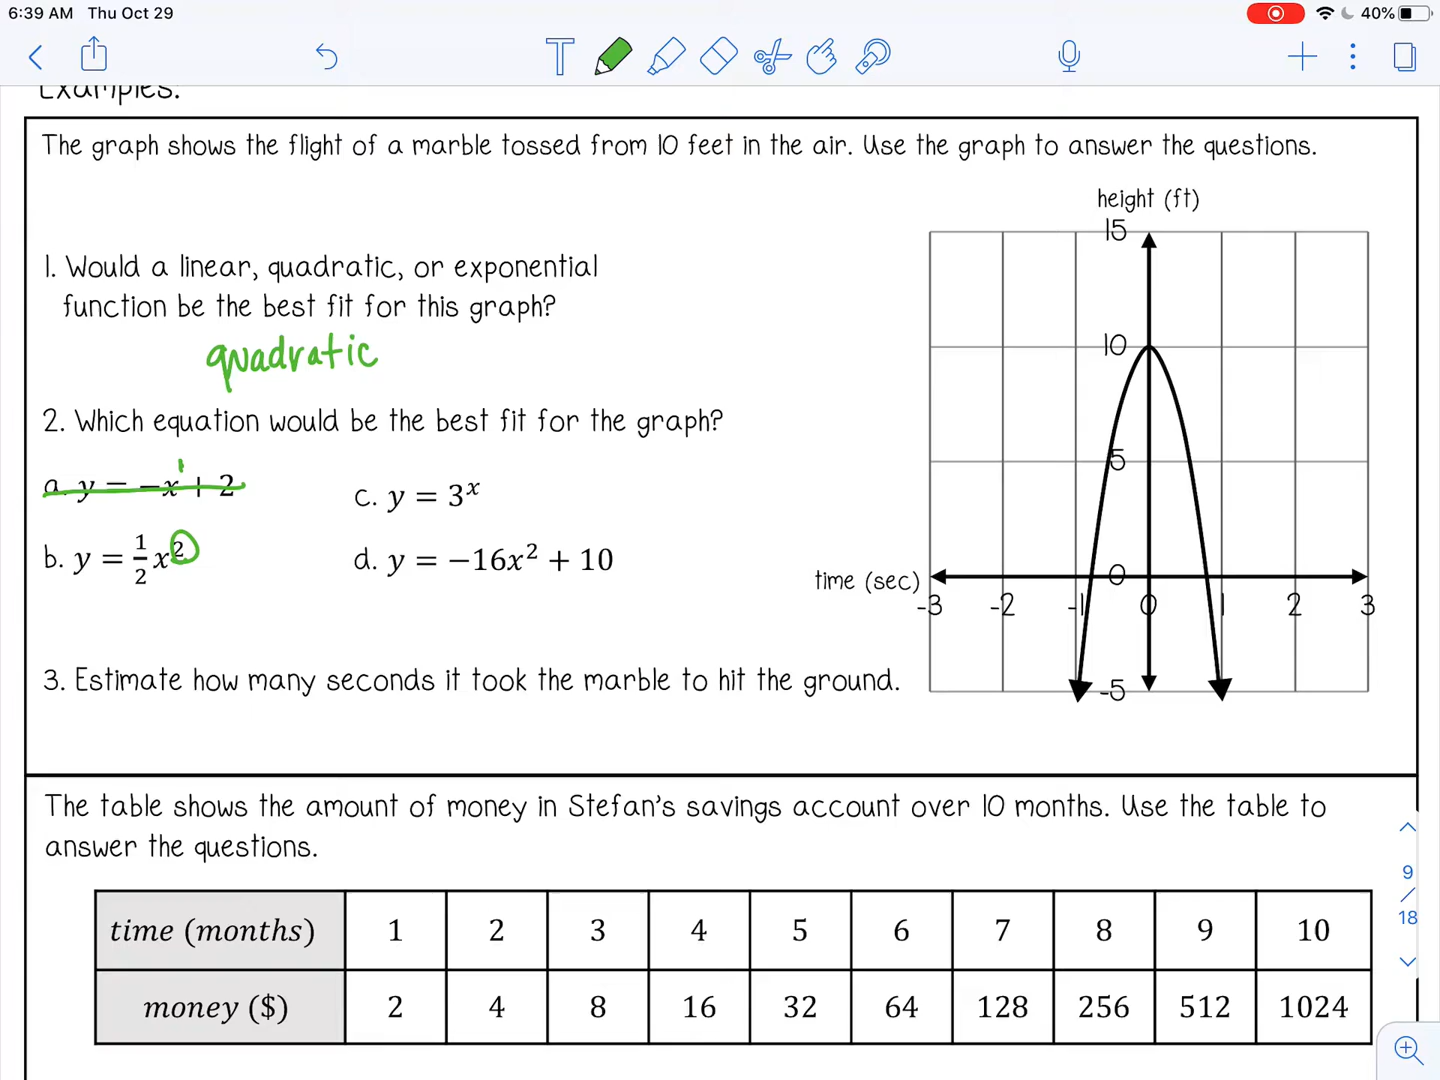 6:39 AM Thu Oct 29
40%
Examples:
The graph shows the flight of a marble tossed from 10 feet in the air. Use the graph to answer the questions.
height (ft)
15
10
5
0
-5
time (sec)
-3 -2 -1 0 1 2 3
1. Would a linear, quadratic, or exponential
function be the best fit for this graph?
quadratic
2. Which equation would be the best fit for the graph?
a. y = −x¹ + 2
c. y = 3ˣ
b. y = 1/2 x²
d. y = −16x² + 10
3. Estimate how many seconds it took the marble to hit the ground.
The table shows the amount of money in Stefan's savings account over 10 months. Use the table to
answer the questions.
time (months) 1 2 3 4 5 6 7 8 9 10
money ($) 2 4 8 16 32 64 128 256 512 1024
9
/
18